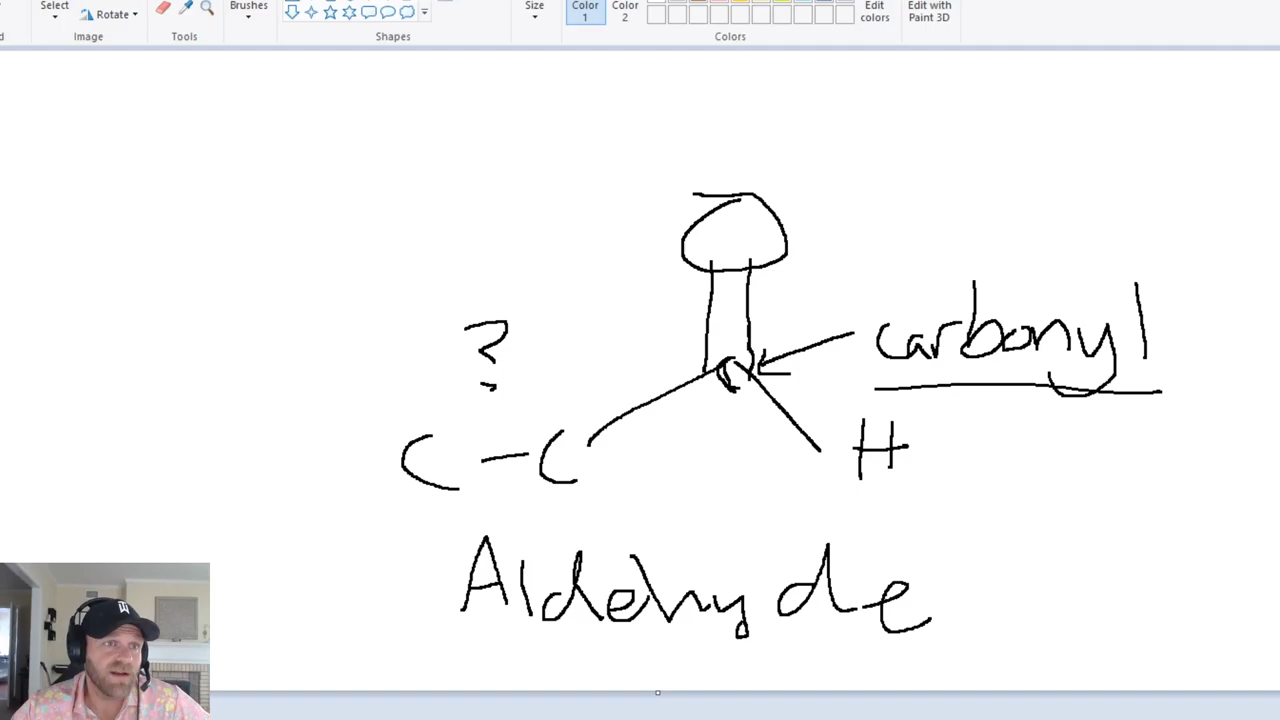 Select
Rotate
Brushes
Size
Color
1
Color
2
Edit
colors
Edit with
Paint 3D
Image
Tools
Shapes
Colors
?
carbonyl
C - C
H
Aldehyde